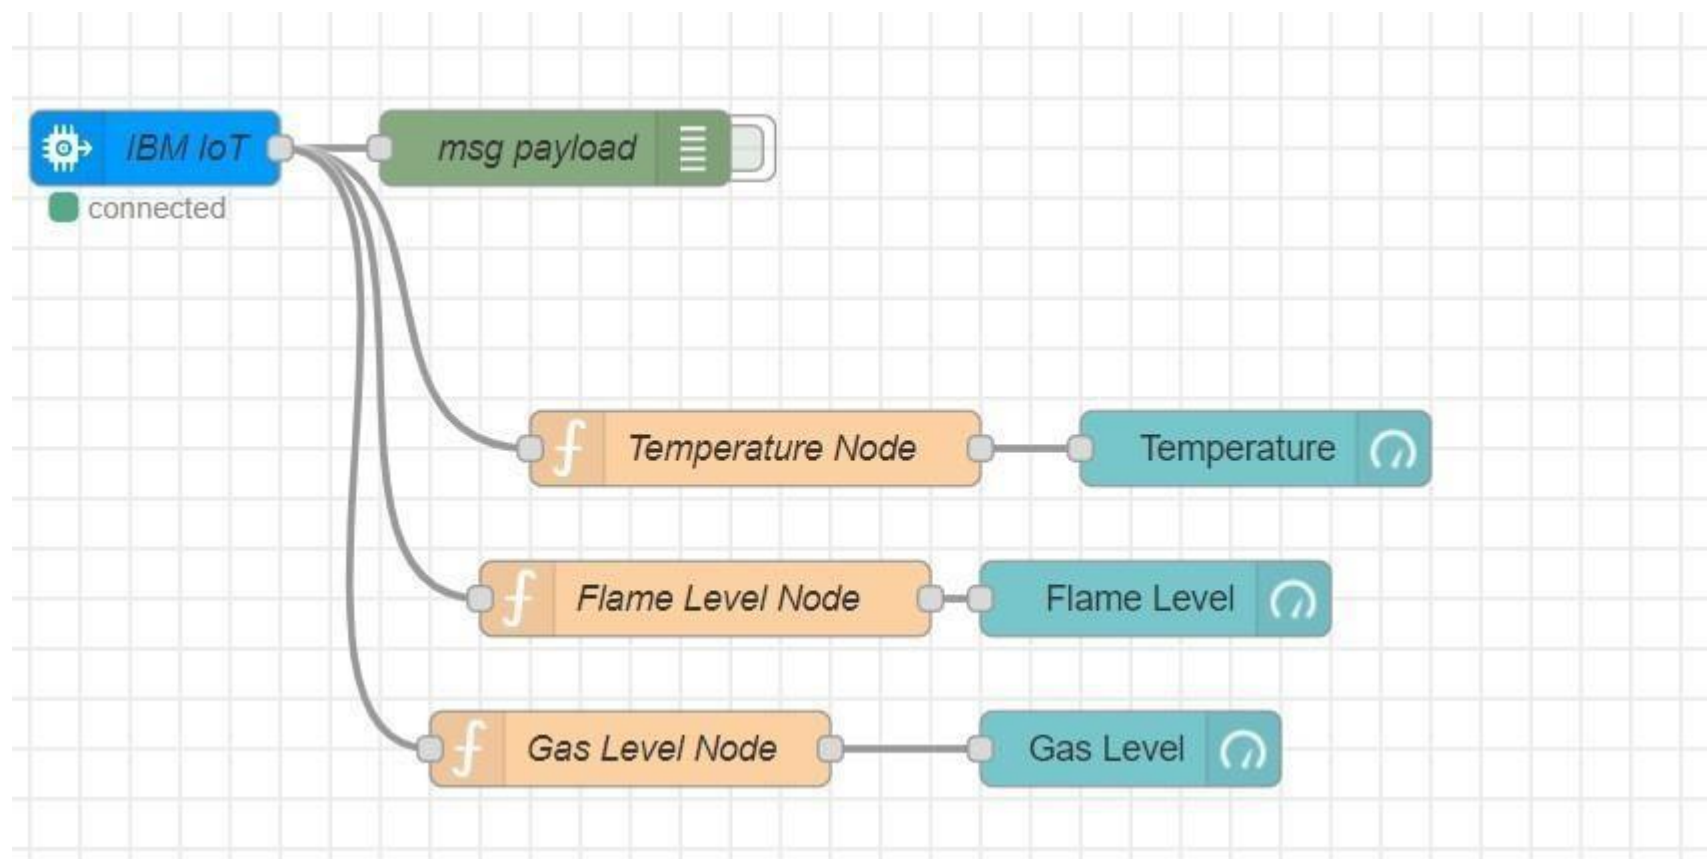 IBM IoT
msg payload
connected
Temperature Node
Temperature
Flame Level Node
Flame Level
Gas Level Node
Gas Level